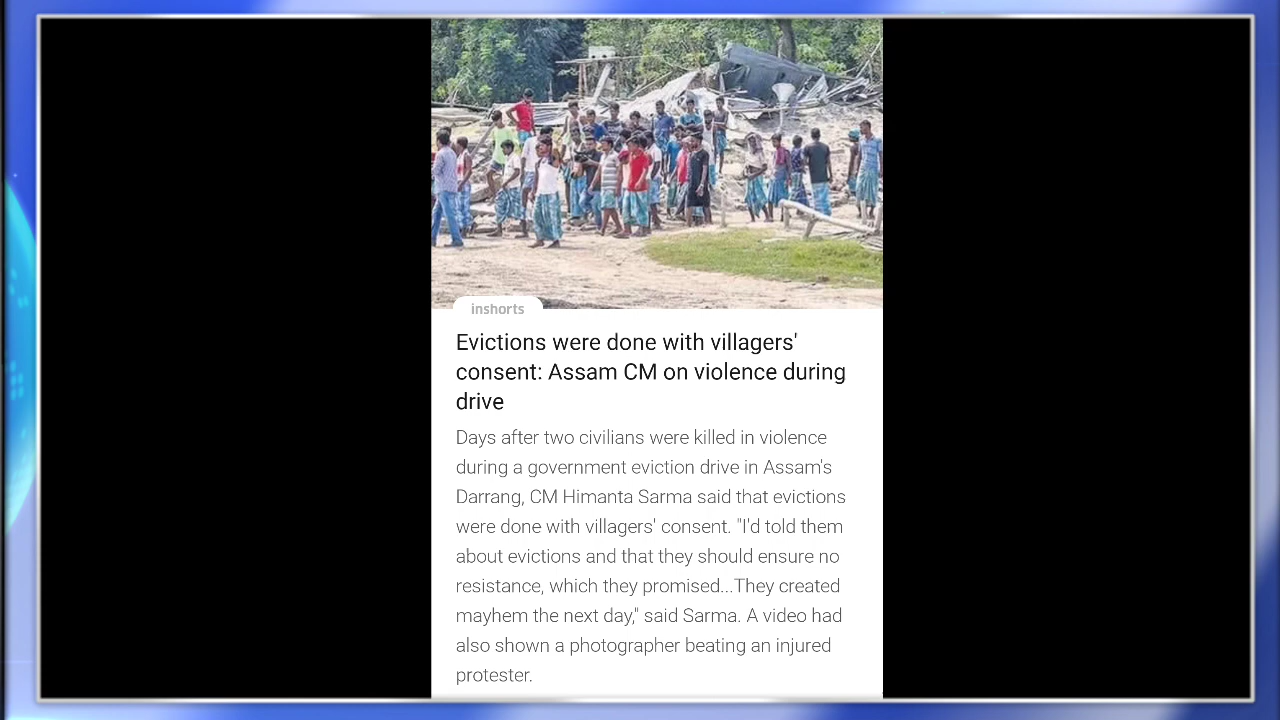 inshorts
Evictions were done with villagers'
consent: Assam CM on violence during
drive
Days after two civilians were killed in violence
during a government eviction drive in Assam's
Darrang, CM Himanta Sarma said that evictions
were done with villagers' consent. "I'd told them
about evictions and that they should ensure no
resistance, which they promised...They created
mayhem the next day," said Sarma. A video had
also shown a photographer beating an injured
protester.